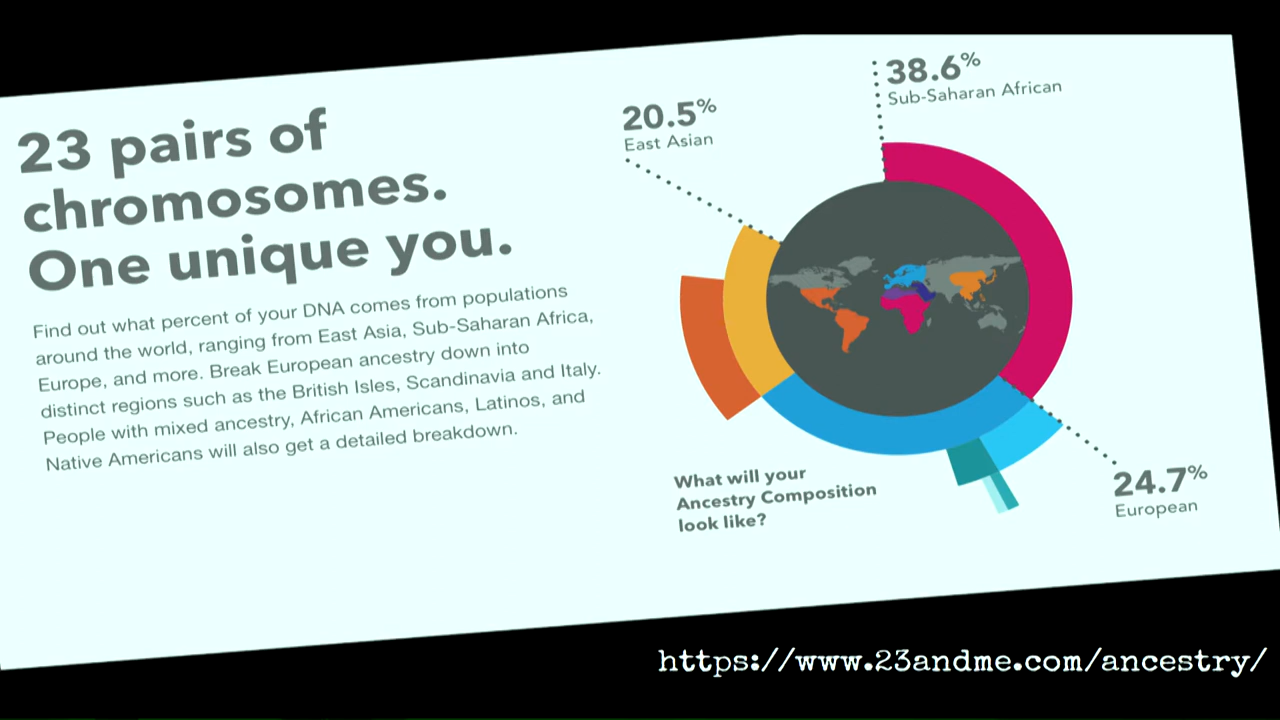 23 pairs of
chromosomes.
One unique you.
Find out what percent of your DNA comes from populations
around the world, ranging from East Asia, Sub-Saharan Africa,
Europe, and more. Break European ancestry down into
distinct regions such as the British Isles, Scandinavia and Italy.
People with mixed ancestry, African Americans, Latinos, and
Native Americans will also get a detailed breakdown.
20.5%
East Asian
38.6%
Sub-Saharan African
24.7%
European
What will your
Ancestry Composition
look like?
https://www.23andme.com/ancestry/